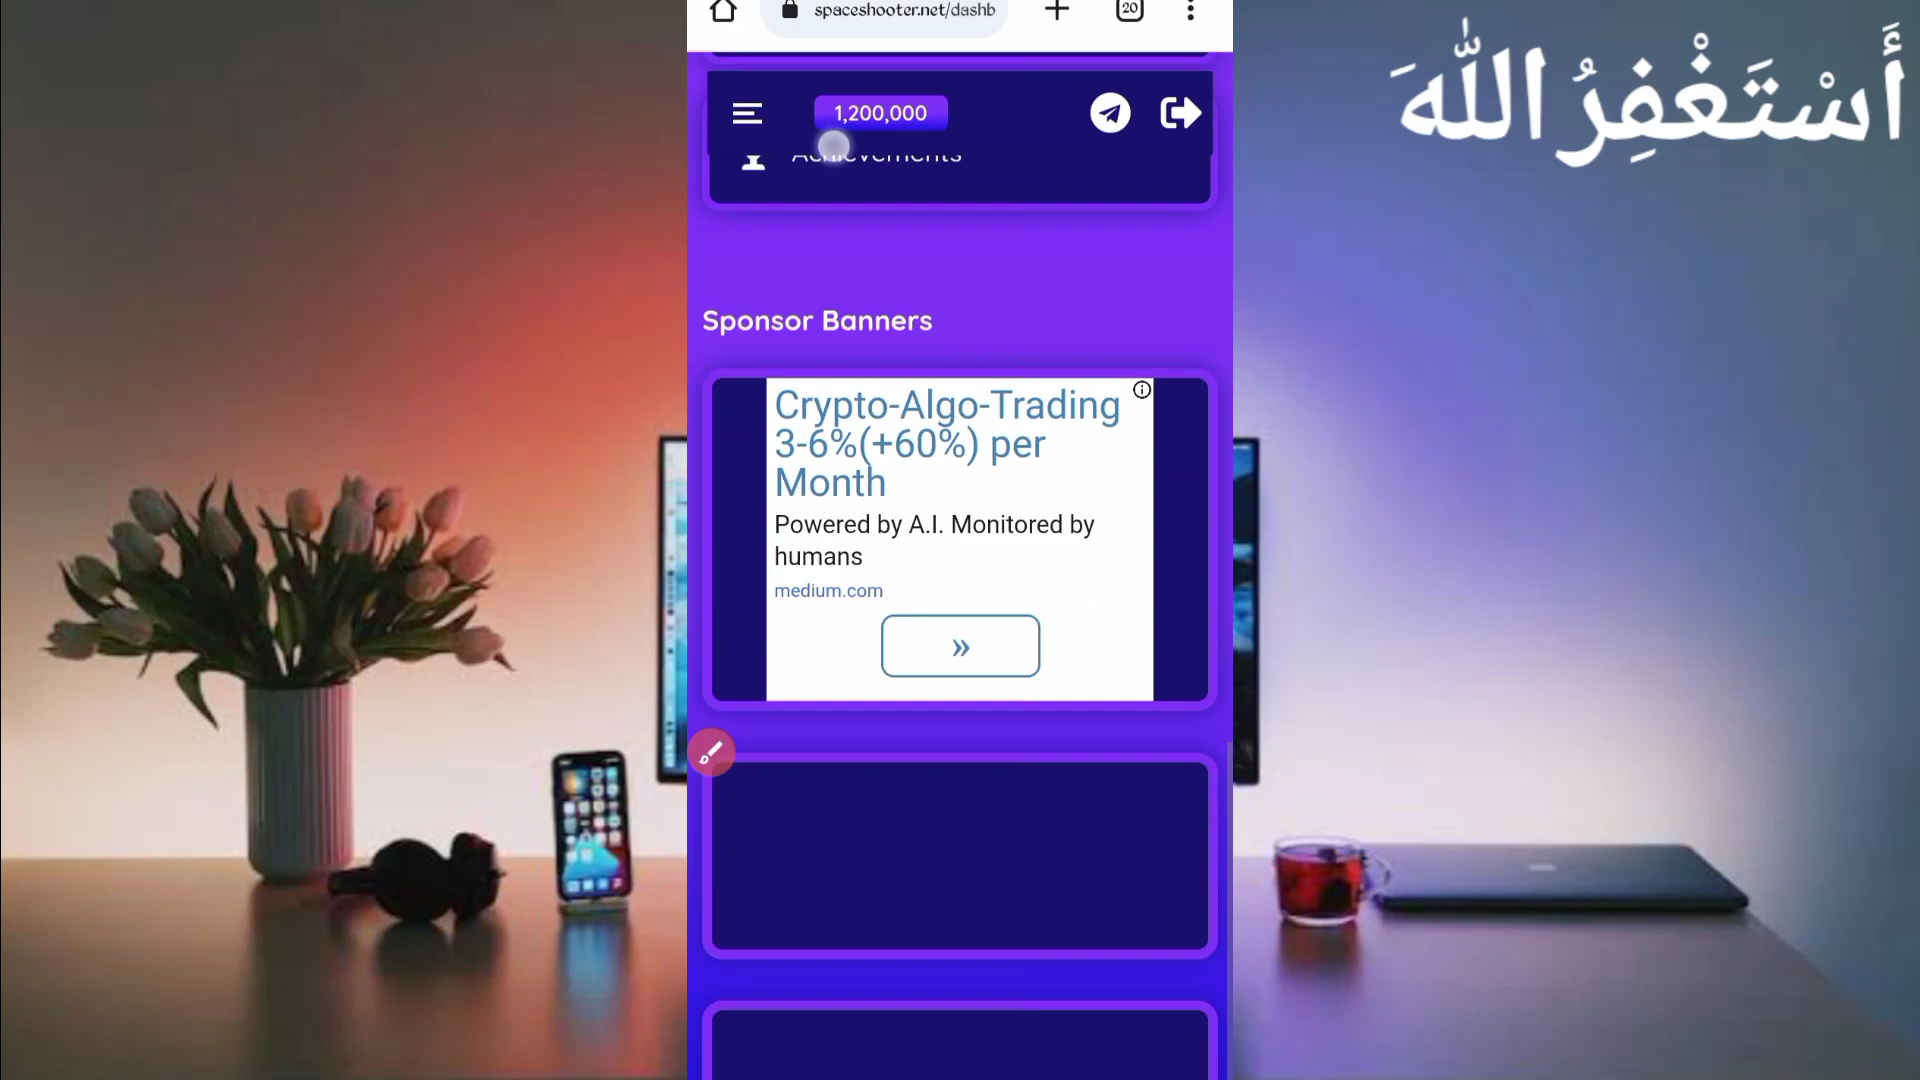 spaceshooter.net/dashb
20
أَسْتَغْفِرُ اللّٰهَ
1,200,000
Achievements
Sponsor Banners
Crypto-Algo-Trading
3-6%(+60%) per
Month
Powered by A.I. Monitored by
humans
medium.com
»